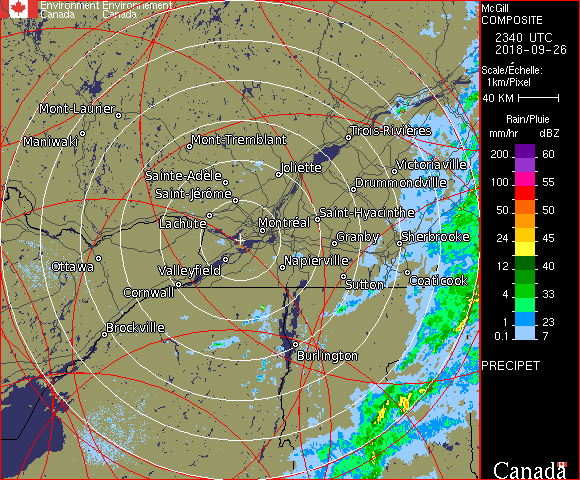 Environment Environnement
Canada Canada
McGill
COMPOSITE
2340 UTC
2018-09-26
Scale/Échelle:
1km/Pixel
40 KM
Rain/Pluie
mm/hr dBZ
200 60
100 55
50 50
24 45
12 40
4 33
1 23
0.1 7
PRECIPET
Mont-Laurier
Maniwaki
Mont-Tremblant
Trois-Rivières
Joliette
Victoriaville
Sainte-Adèle
Drummondville
Saint-Jérôme
Lachute
Saint-Hyacinthe
Montréal
Granby
Sherbrooke
Ottawa
Valleyfield
Napierville
Sutton
Coaticook
Cornwall
Brockville
Burlington
Canada